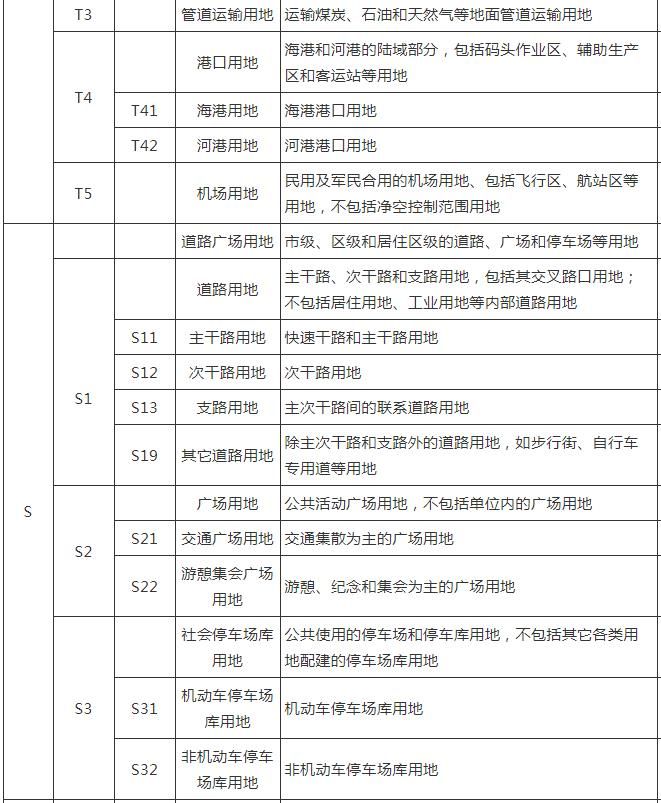 T3 管道运输用地 运输煤炭、石油和天然气等地面管道运输用地
T4 港口用地 海港和河港的陆域部分，包括码头作业区、辅助生产
区和客运站等用地
T41 海港用地 海港港口用地
T42 河港用地 河港港口用地
T5 机场用地 民用及军民合用的机场用地、包括飞行区、航站区等
用地，不包括净空控制范围用地
S 道路广场用地 市级、区级和居住区级的道路、广场和停车场等用地
S1 道路用地 主干路、次干路和支路用地，包括其交叉路口用地；
不包括居住用地、工业用地等内部道路用地
S11 主干路用地 快速干路和主干路用地
S12 次干路用地 次干路用地
S13 支路用地 主次干路间的联系道路用地
S19 其它道路用地 除主次干路和支路外的道路用地，如步行街、自行车
专用道等用地
S2 广场用地 公共活动广场用地，不包括单位内的广场用地
S21 交通广场用地 交通集散为主的广场用地
S22 游憩集会广场
用地 游憩、纪念和集会为主的广场用地
S3 社会停车场库
用地 公共使用的停车场和停车库用地，不包括其它各类用
地配建的停车场库用地
S31 机动车停车场
库用地 机动车停车场库用地
S32 非机动车停车
场库用地 非机动车停车场库用地